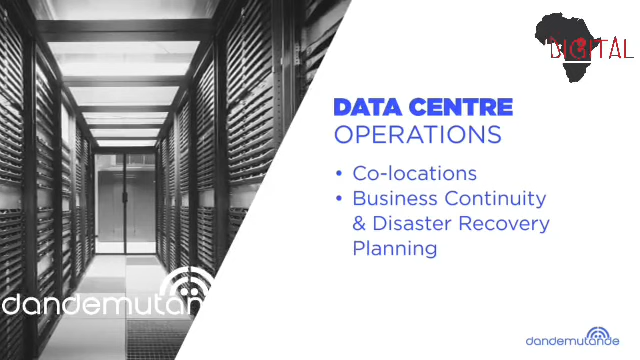 DIGITAL
DATA CENTRE
OPERATIONS
• Co-locations
• Business Continuity
& Disaster Recovery
Planning
dandemutande
dandemutande